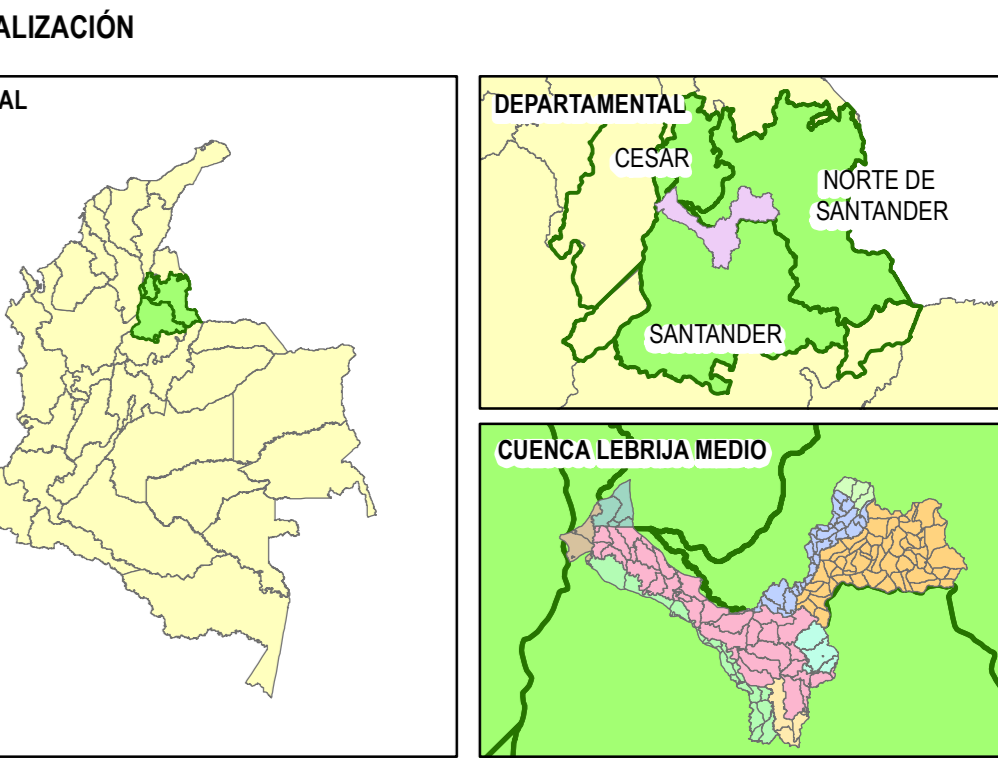 ALIZACIÓN
AL
DEPARTAMENTAL
CESAR
NORTE DE
SANTANDER
SANTANDER
CUENCA LEBRIJA MEDIO